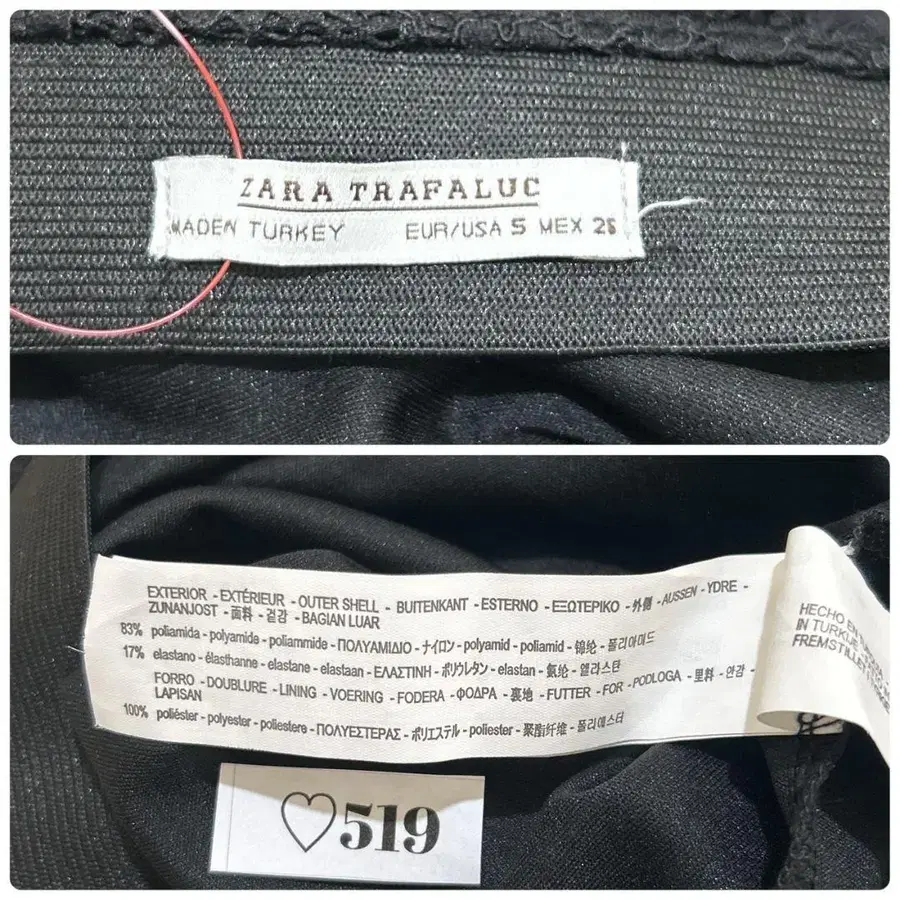 ZARA TRAFALUC
MADEN TURKEY EUR/USA S MEX 26
EXTERIOR - EXTÉRIEUR - OUTER SHELL - BUITENKANT - ESTERNO - ΕΞΩΤΕΡΙΚΟ - 外側 - AUSSEN - YDRE -
ZUNANJOST - 面料 - 겉감 - BAGIAN LUAR
83% poliamida - polyamide - poliammide - ΠΟΛΥΑΜΙΔΙΟ - ナイロン - polyamid - poliamid - 锦纶 - 폴리아미드
17% elastano - élasthanne - elastane - elastaan - ΕΛΑΣΤΙΝΗ - ポリウレタン - elastan - 氨纶 - 엘라스탄
FORRO - DOUBLURE - LINING - VOERING - FODERA - ΦΟΔΡΑ - 裏地 - FUTTER - FOR - PODLOGA - 里料 - 안감 -
LAPISAN
100% poliéster - polyester - poliestere - ΠΟΛΥΕΣΤΕΡΑΣ - ポリエステル - poliester - 聚酯纤维 - 폴리에스터
HECHO EN
IN TURKIJE
FREMSTILLET
♡519